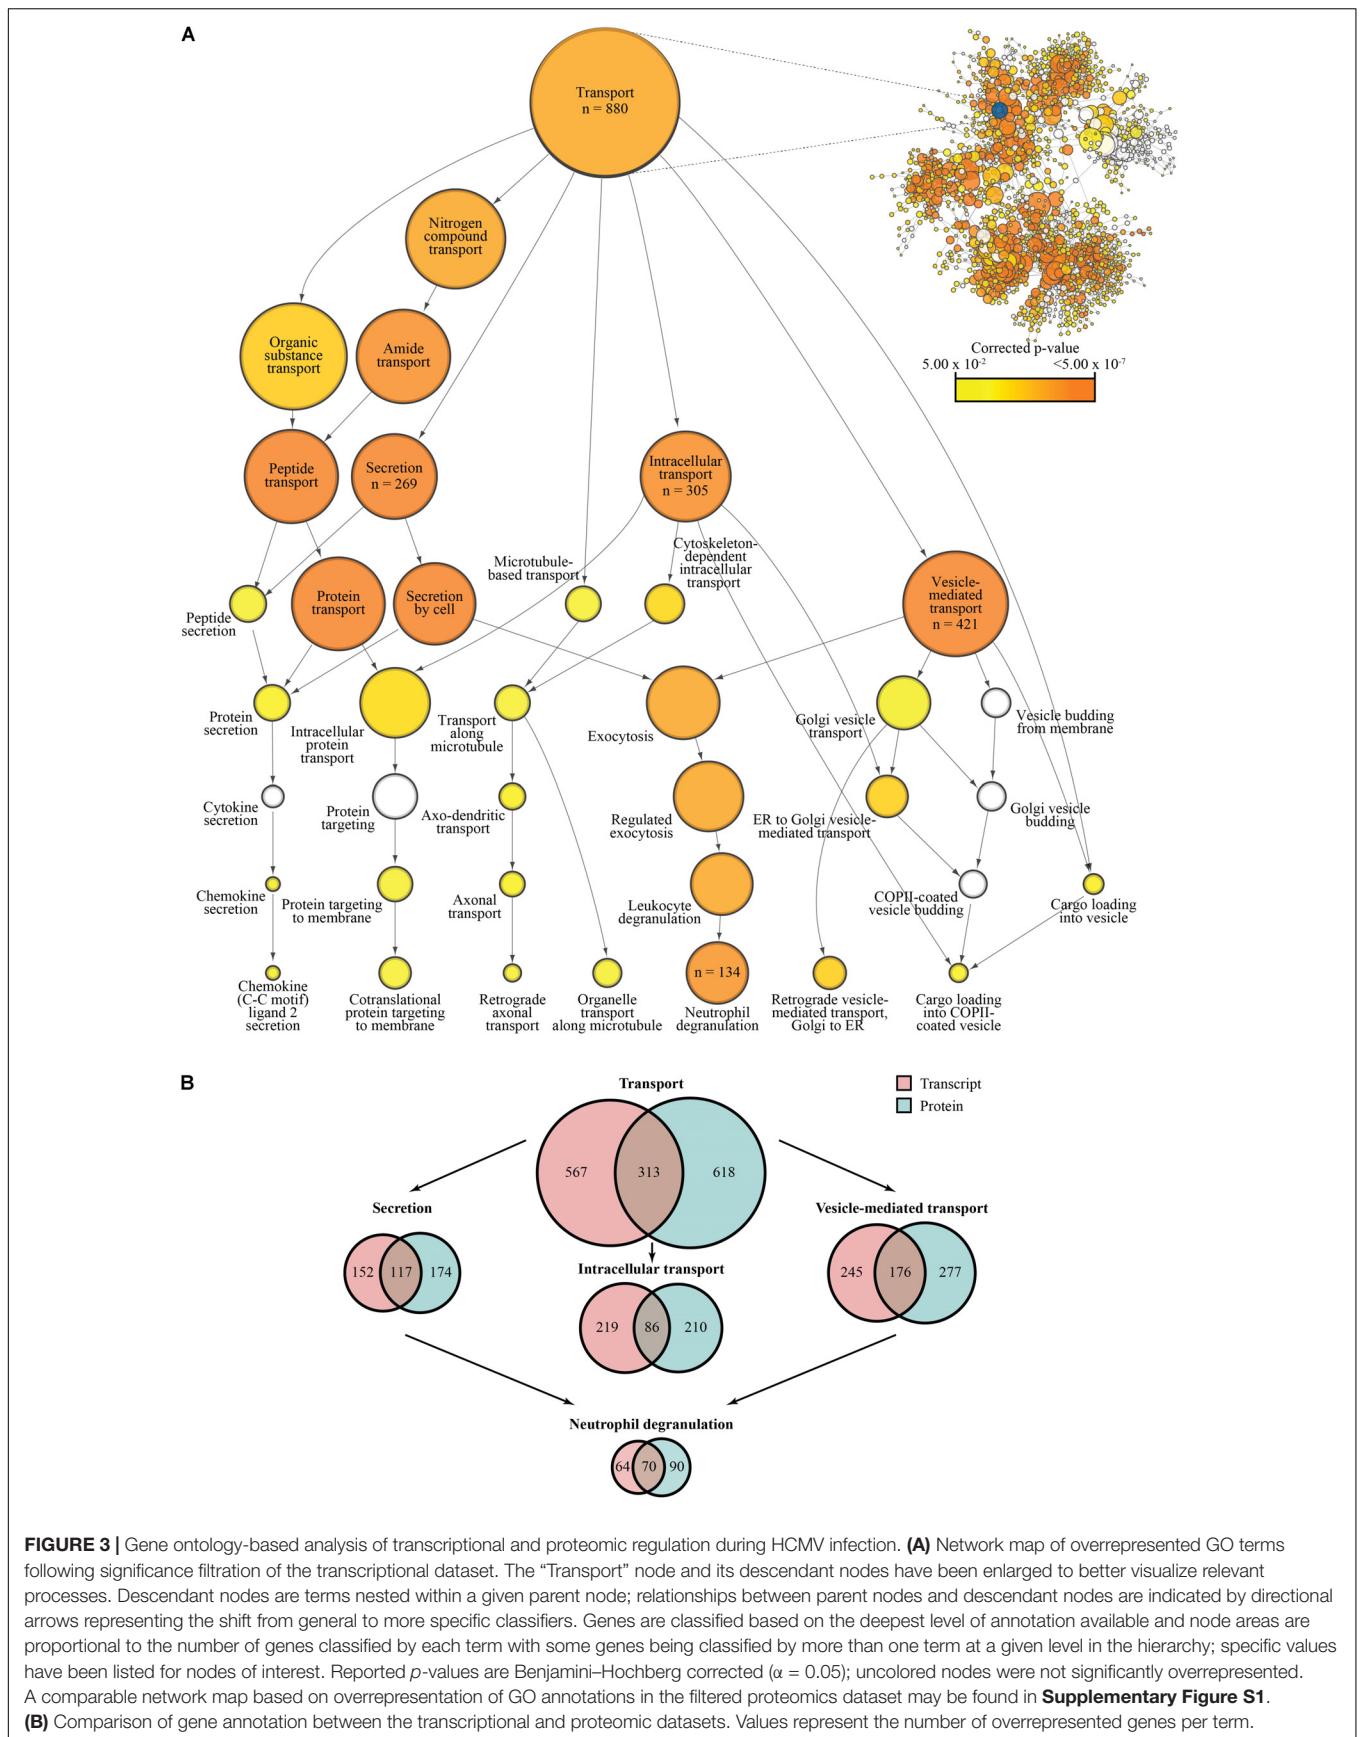 A
Transport
n = 880
Nitrogen
compound
transport
Organic
substance
transport
Amide
transport
Corrected p-value
5.00 x 10⁻² <5.00 x 10⁻⁷
Peptide
transport
Secretion
n = 269
Intracellular
transport
n = 305
Microtubule-
based transport
Cytoskeleton-
dependent
intracellular
transport
Peptide
secretion
Protein
transport
Secretion
by cell
Vesicle-
mediated
transport
n = 421
Protein
secretion
Intracellular
protein
transport
Transport
along
microtubule
Exocytosis
Golgi vesicle
transport
Vesicle budding
from membrane
Cytokine
secretion
Protein
targeting
Axo-dendritic
transport
Regulated
exocytosis
ER to Golgi vesicle-
mediated transport
Golgi vesicle
budding
Chemokine
secretion
Protein targeting
to membrane
Axonal
transport
Leukocyte
degranulation
COPII-coated
vesicle budding
Cargo loading
into vesicle
Chemokine
(C-C motif)
ligand 2
secretion
Cotranslational
protein targeting
to membrane
Retrograde
axonal
transport
Organelle
transport
along microtubule
n = 134
Neutrophil
degranulation
Retrograde vesicle-
mediated transport,
Golgi to ER
Cargo loading
into COPII-
coated vesicle
B
Transport
567 313 618
Transcript
Protein
Secretion
152 117 174
Intracellular transport
219 86 210
Vesicle-mediated transport
245 176 277
Neutrophil degranulation
64 70 90
FIGURE 3 | Gene ontology-based analysis of transcriptional and proteomic regulation during HCMV infection. (A) Network map of overrepresented GO terms
following significance filtration of the transcriptional dataset. The “Transport” node and its descendant nodes have been enlarged to better visualize relevant
processes. Descendant nodes are terms nested within a given parent node; relationships between parent nodes and descendant nodes are indicated by directional
arrows representing the shift from general to more specific classifiers. Genes are classified based on the deepest level of annotation available and node areas are
proportional to the number of genes classified by each term with some genes being classified by more than one term at a given level in the hierarchy; specific values
have been listed for nodes of interest. Reported p-values are Benjamini–Hochberg corrected (α = 0.05); uncolored nodes were not significantly overrepresented.
A comparable network map based on overrepresentation of GO annotations in the filtered proteomics dataset may be found in Supplementary Figure S1.
(B) Comparison of gene annotation between the transcriptional and proteomic datasets. Values represent the number of overrepresented genes per term.